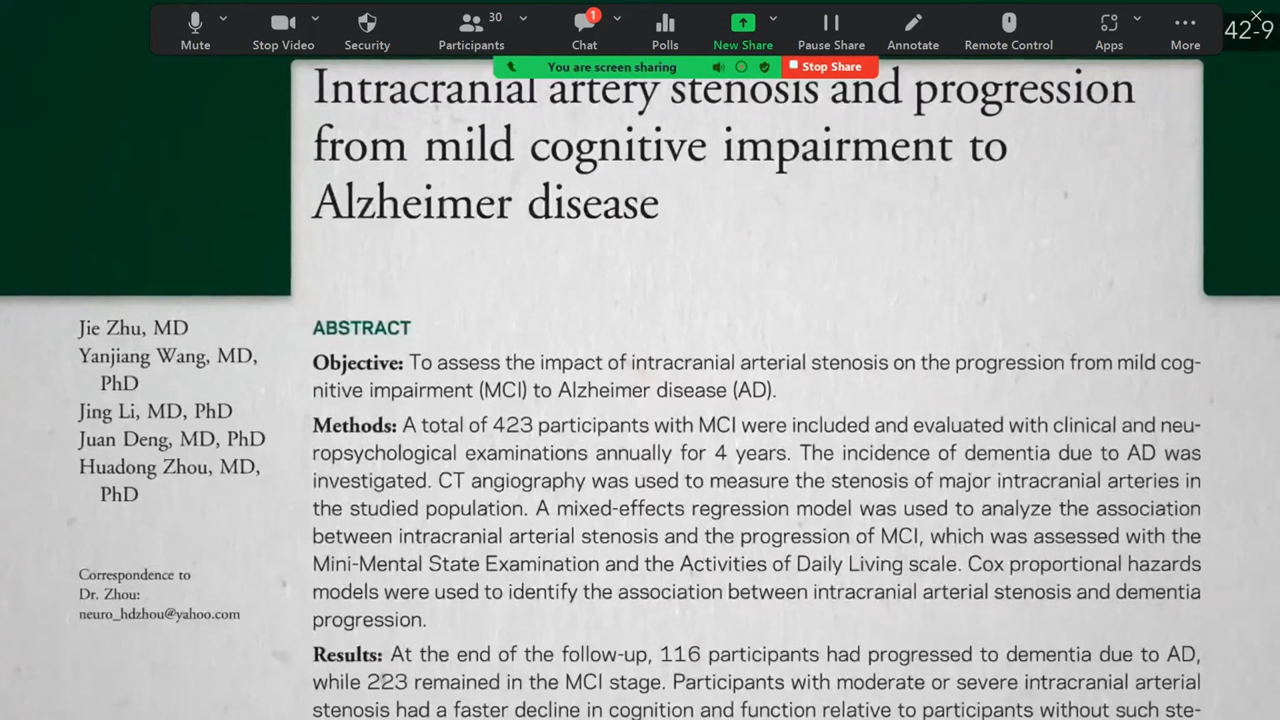 30
1
42-9
Mute
Stop Video
Security
Participants
Chat
Polls
New Share
Pause Share
Annotate
Remote Control
Apps
More
You are screen sharing
Stop Share
Intracranial artery stenosis and progression
from mild cognitive impairment to
Alzheimer disease
Jie Zhu, MD
Yanjiang Wang, MD,
PhD
Jing Li, MD, PhD
Juan Deng, MD, PhD
Huadong Zhou, MD,
PhD
Correspondence to
Dr. Zhou:
neuro_hdzhou@yahoo.com
ABSTRACT
Objective: To assess the impact of intracranial arterial stenosis on the progression from mild cog-
nitive impairment (MCI) to Alzheimer disease (AD).
Methods: A total of 423 participants with MCI were included and evaluated with clinical and neu-
ropsychological examinations annually for 4 years. The incidence of dementia due to AD was
investigated. CT angiography was used to measure the stenosis of major intracranial arteries in
the studied population. A mixed-effects regression model was used to analyze the association
between intracranial arterial stenosis and the progression of MCI, which was assessed with the
Mini-Mental State Examination and the Activities of Daily Living scale. Cox proportional hazards
models were used to identify the association between intracranial arterial stenosis and dementia
progression.
Results: At the end of the follow-up, 116 participants had progressed to dementia due to AD,
while 223 remained in the MCI stage. Participants with moderate or severe intracranial arterial
stenosis had a faster decline in cognition and function relative to participants without such ste-